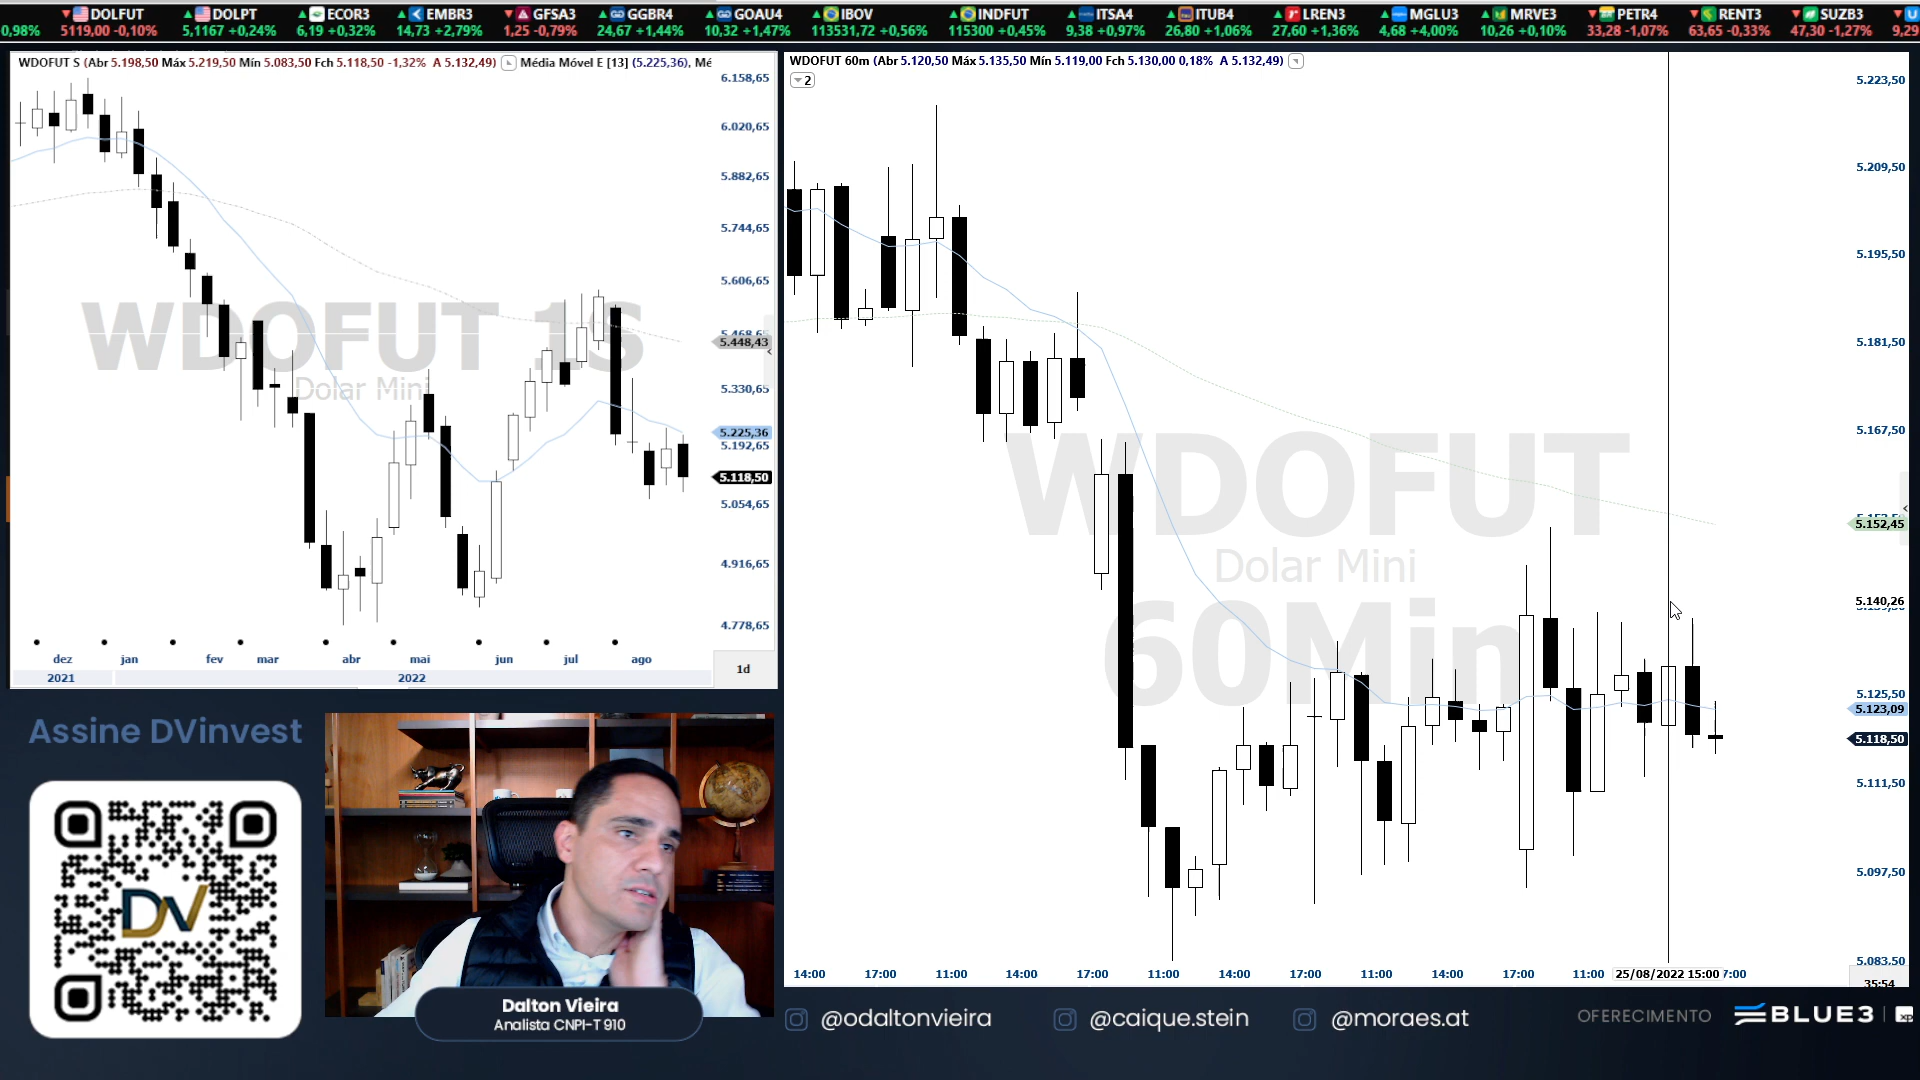 DOLFUT DOLPT ECOR3 EMBR3 GFSA3 GGBR4 GOAU4 IBOV INDFUT ITSA4 ITUB4 LREN3 MGLU3 MRVE3 PETR4 RENT3 SUZB3
0,98% 5119,00 -0,10% 5,1167 +0,24% 6,19 +0,32% 14,73 +2,79% 1,25 -0,79% 24,67 +1,44% 10,32 +1,47% 113531,72 +0,56% 115300 +0,45% 9,38 +0,97% 26,80 +1,06% 27,60 +1,36% 4,68 +4,00% 10,26 +0,10% 33,28 -1,07% 63,65 -0,33% 47,30 -1,27% 9,29
WDOFUT S (Abr 5.198,50 Máx 5.219,50 Mín 5.083,50 Fch 5.118,50 -1,32% A 5.132,49) Média Móvel E [13] (5.225,36), Mé
6.158,65
6.020,65
5.882,65
5.744,65
5.606,65
5.448,43
5.330,65
5.225,36
5.192,65
5.118,50
5.054,65
4.916,65
4.778,65
WDOFUT 1S
Dolar Mini
dez jan fev mar abr mai jun jul ago
2021 2022
1d
WDOFUT 60m (Abr 5.120,50 Máx 5.135,50 Mín 5.119,00 Fch 5.130,00 0,18% A 5.132,49)
2
5.223,50
5.209,50
5.195,50
5.181,50
5.167,50
5.152,45
5.140,26
5.125,50
5.123,09
5.118,50
5.111,50
5.097,50
5.083,50
WDOFUT
Dolar Mini
60Min
14:00 17:00 11:00 14:00 17:00 11:00 14:00 17:00 11:00 14:00 17:00 11:00 25/08/2022 15:00 7:00
35:54
Assine DVinvest
DV
Dalton Vieira
Analista CNPI-T 910
@odaltonvieira @caique.stein @moraes.at
OFERECIMENTO BLUE3 xp